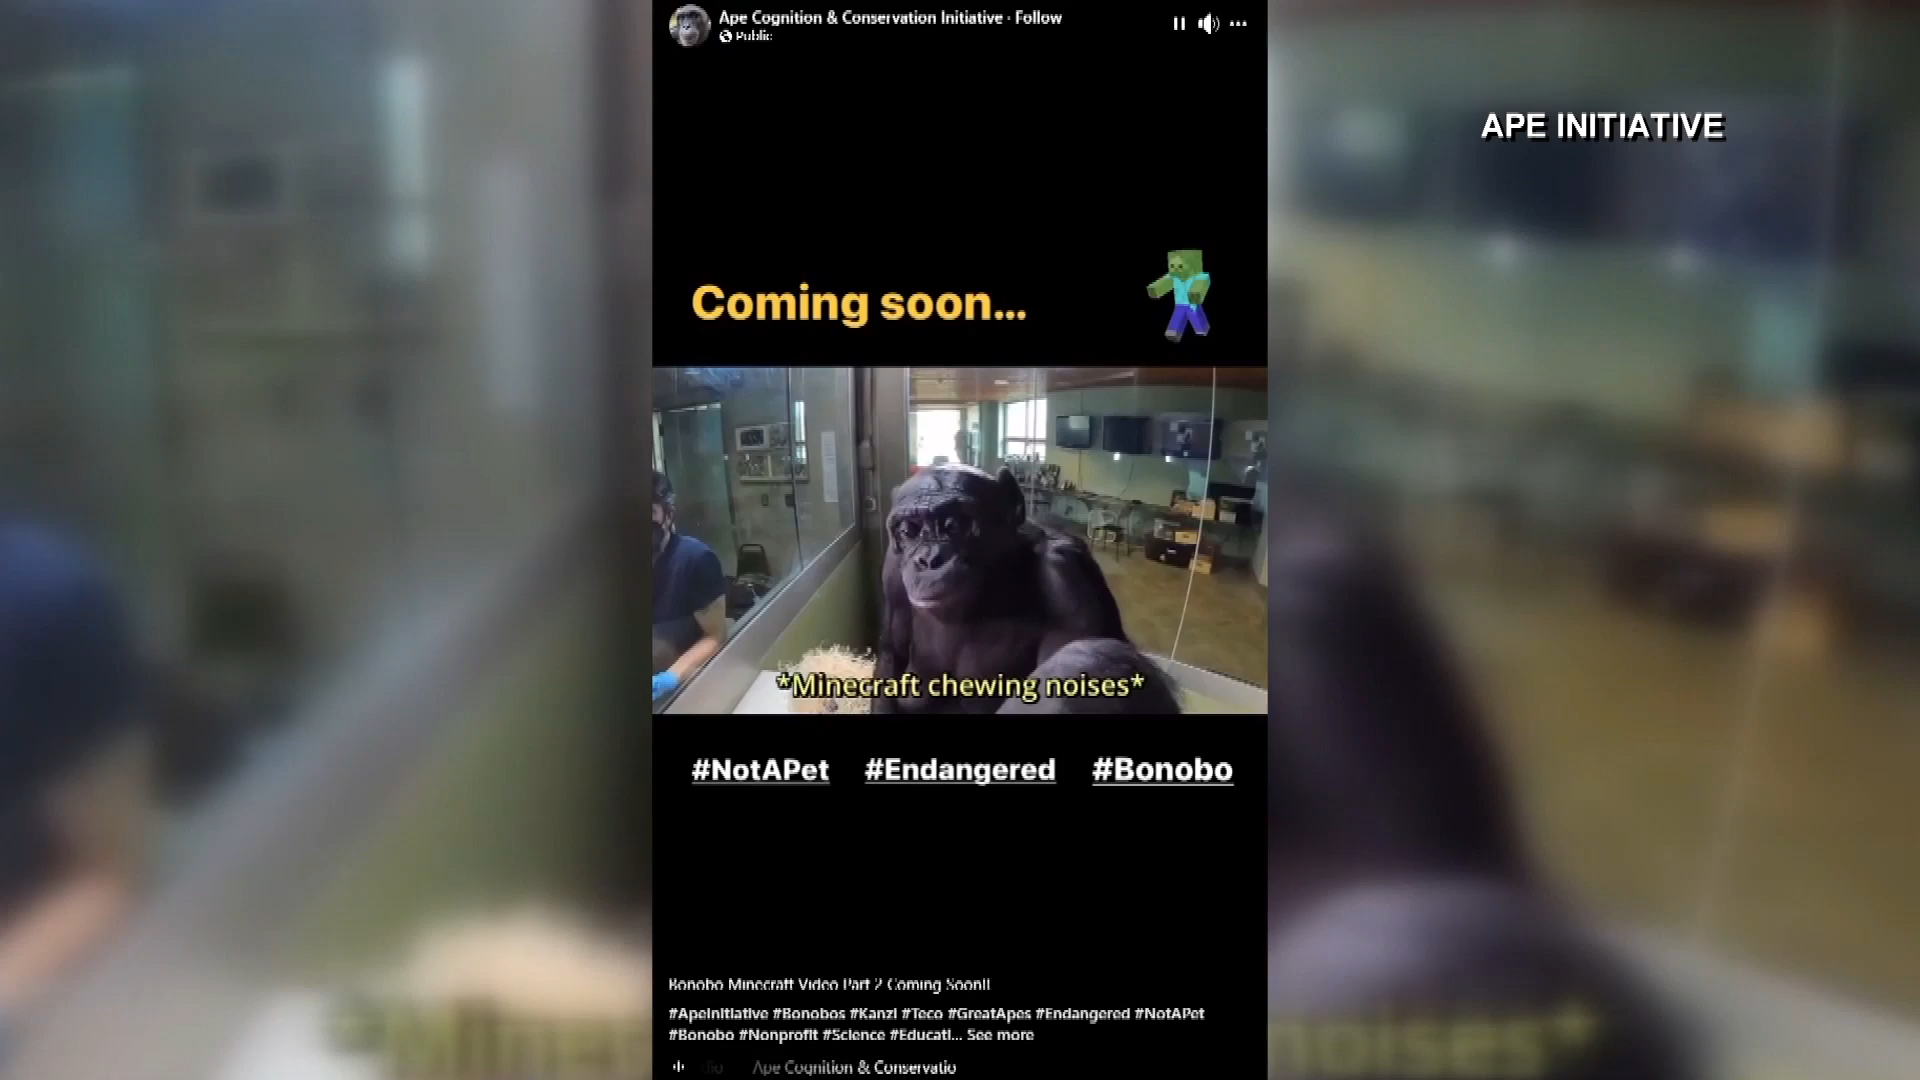 Ape Cognition & Conservation Initiative · Follow
Public
APE INITIATIVE
Coming soon...
*Minecraft chewing noises*
#NotAPet #Endangered #Bonobo
Bonobo Minecraft Video Part 2 Coming Soon!!
#ApeInitiative #Bonobos #Kanzi #Teco #GreatApes #Endangered #NotAPet
#Bonobo #Nonprofit #Science #Educati... See more
Ape Cognition & Conservatio